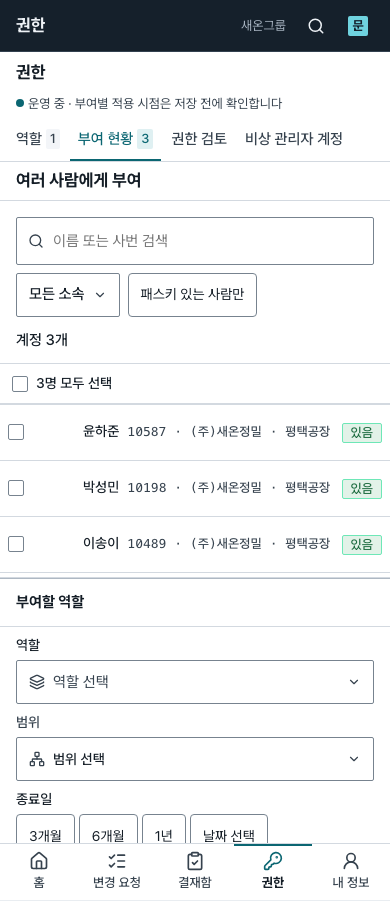 권한
새온그룹
문
권한
운영 중 · 부여별 적용 시점은 저장 전에 확인합니다
역할 1
부여 현황 3
권한 검토
비상 관리자 계정
여러 사람에게 부여
이름 또는 사번 검색
모든 소속
패스키 있는 사람만
계정 3개
3명 모두 선택
윤하준 10587 · (주)새온정밀 · 평택공장 있음
박성민 10198 · (주)새온정밀 · 평택공장 있음
이송이 10489 · (주)새온정밀 · 평택공장 있음
부여할 역할
역할
역할 선택
범위
범위 선택
종료일
3개월
6개월
1년
날짜 선택
홈
변경 요청
결재함
권한
내 정보